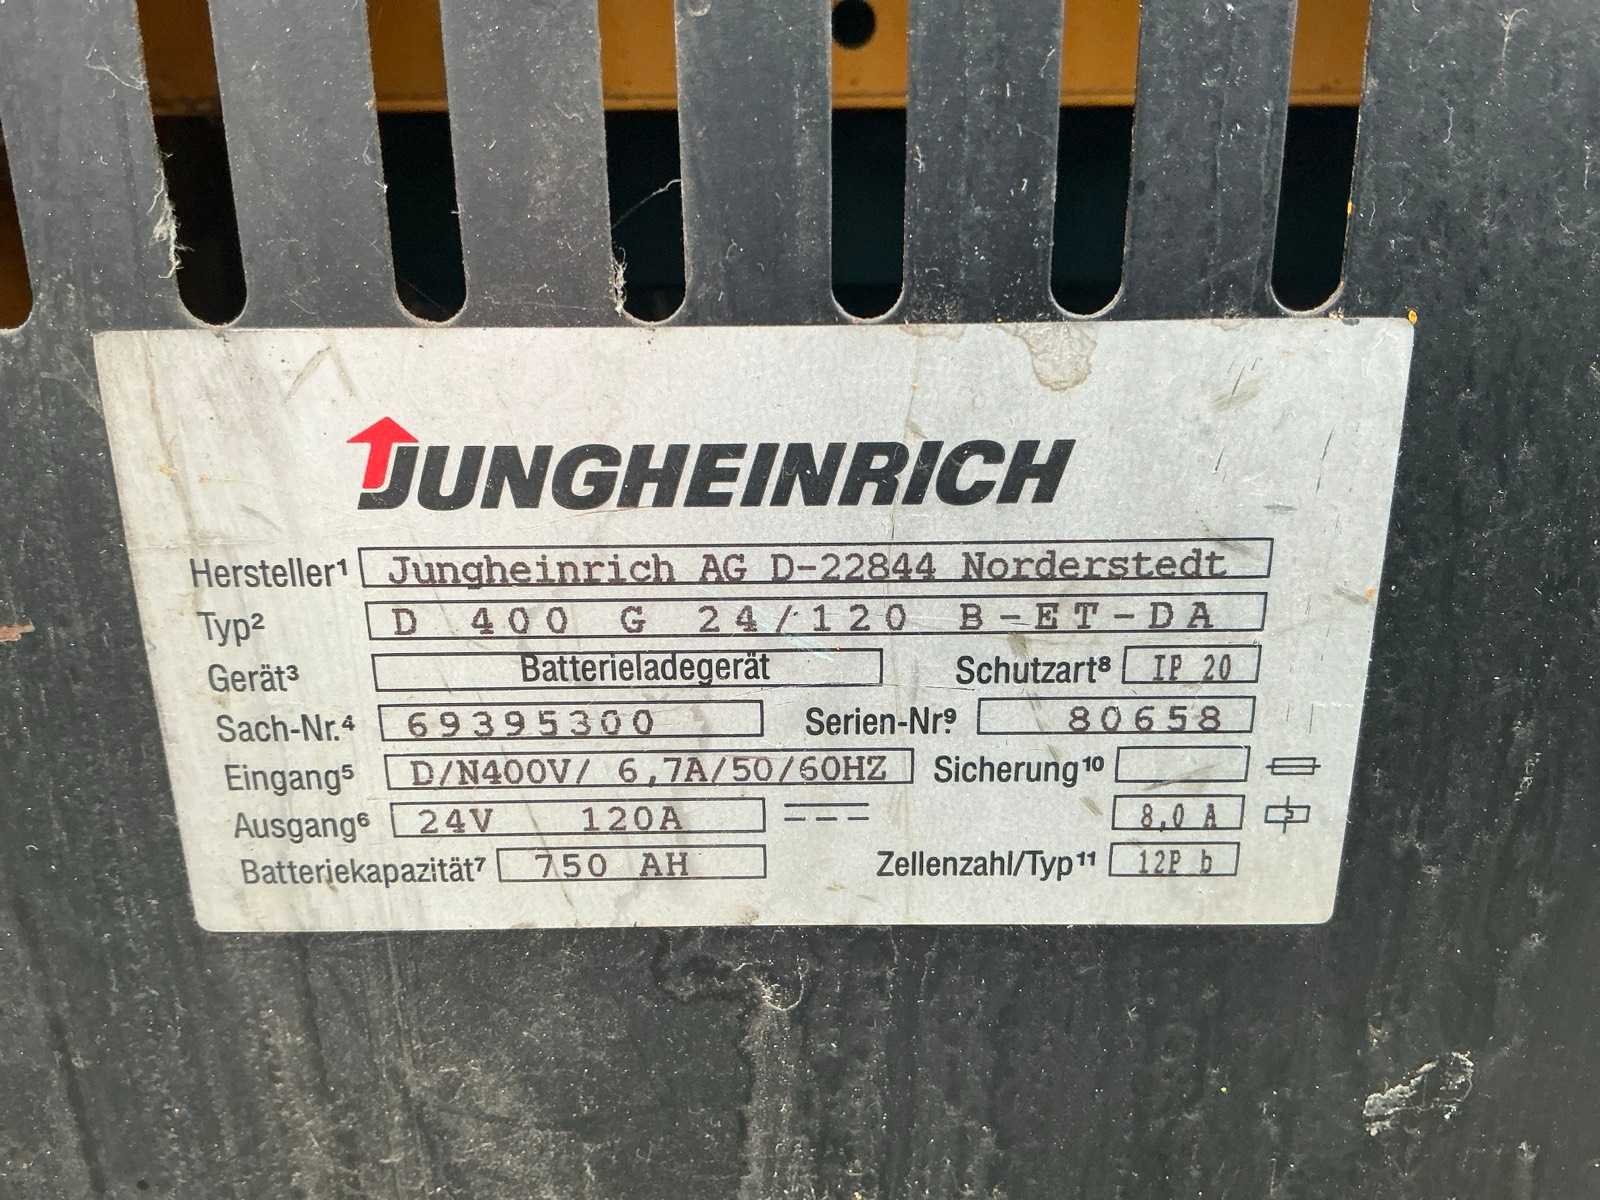 JUNGHEINRICH
Hersteller¹ Jungheinrich AG D-22844 Norderstedt
Typ² D 400 G 24/120 B-ET-DA
Gerät³ Batterieladegerät Schutzart⁸ IP 20
Sach-Nr.⁴ 69395300 Serien-Nr.⁹ 80658
Eingang⁵ D/N400V/ 6,7A/50/60HZ Sicherung¹⁰
Ausgang⁶ 24V 120A 8,0 A
Batteriekapazität⁷ 750 AH Zellenzahl/Typ¹¹ 12P b